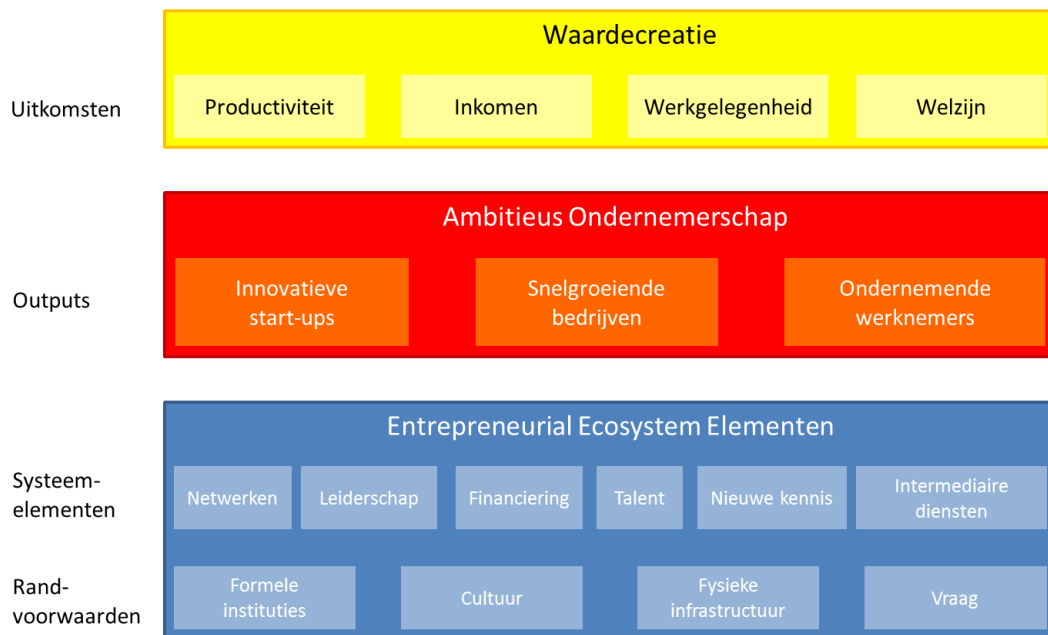 Waardecreatie
Uitkomsten
Productiviteit
Inkomen
Werkgelegenheid
Welzijn
Ambitieus Ondernemerschap
Outputs
Innovatieve
start-ups
Snelgroeiende
bedrijven
Ondernemende
werknemers
Entrepreneurial Ecosystem Elementen
Systeem-
elementen
Netwerken
Leiderschap
Financiering
Talent
Nieuwe kennis
Intermediaire
diensten
Rand-
voorwaarden
Formele
instituties
Cultuur
Fysieke
infrastructuur
Vraag